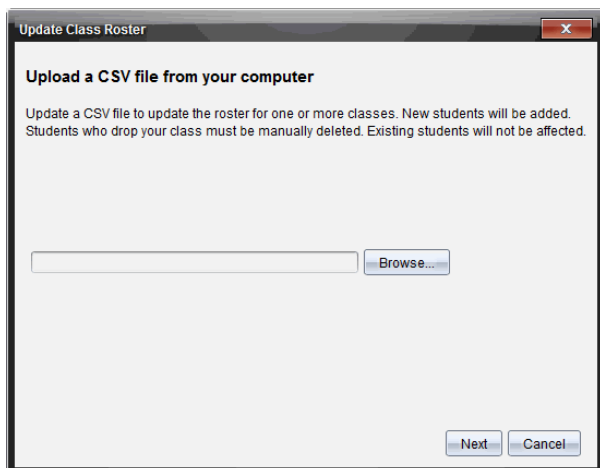 Update Class Roster
X
Upload a CSV file from your computer
Update a CSV file to update the roster for one or more classes. New students will be added.
Students who drop your class must be manually deleted. Existing students will not be affected.
Browse...
Next
Cancel